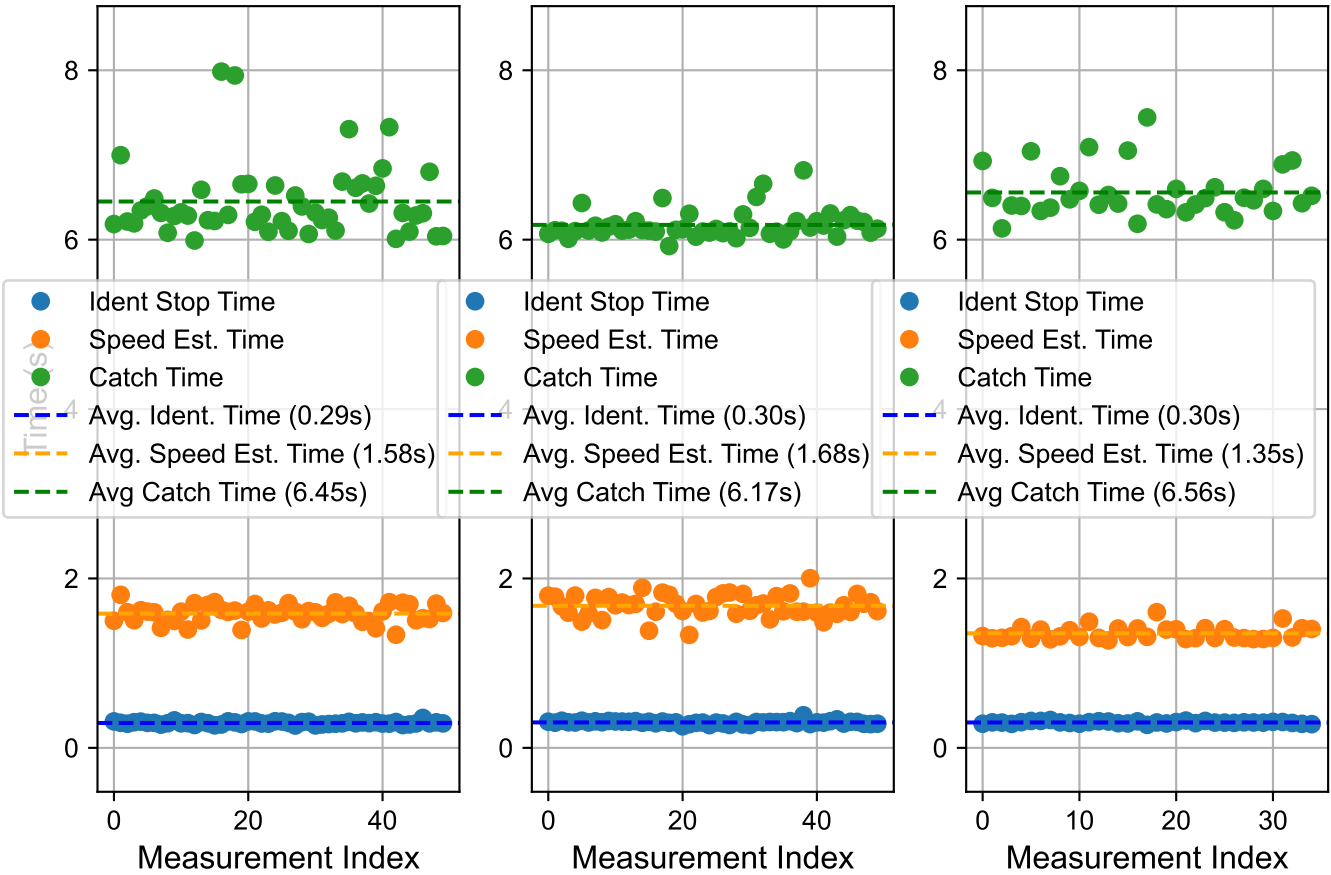 8
6
4
2
0
Time (s)
Ident Stop Time
Speed Est. Time
Catch Time
Avg. Ident. Time (0.29s)
Avg. Speed Est. Time (1.58s)
Avg Catch Time (6.45s)
0 20 40
Measurement Index
8
6
4
2
0
Ident Stop Time
Speed Est. Time
Catch Time
Avg. Ident. Time (0.30s)
Avg. Speed Est. Time (1.68s)
Avg Catch Time (6.17s)
0 20 40
Measurement Index
8
6
4
2
0
Ident Stop Time
Speed Est. Time
Catch Time
Avg. Ident. Time (0.30s)
Avg. Speed Est. Time (1.35s)
Avg Catch Time (6.56s)
0 10 20 30
Measurement Index